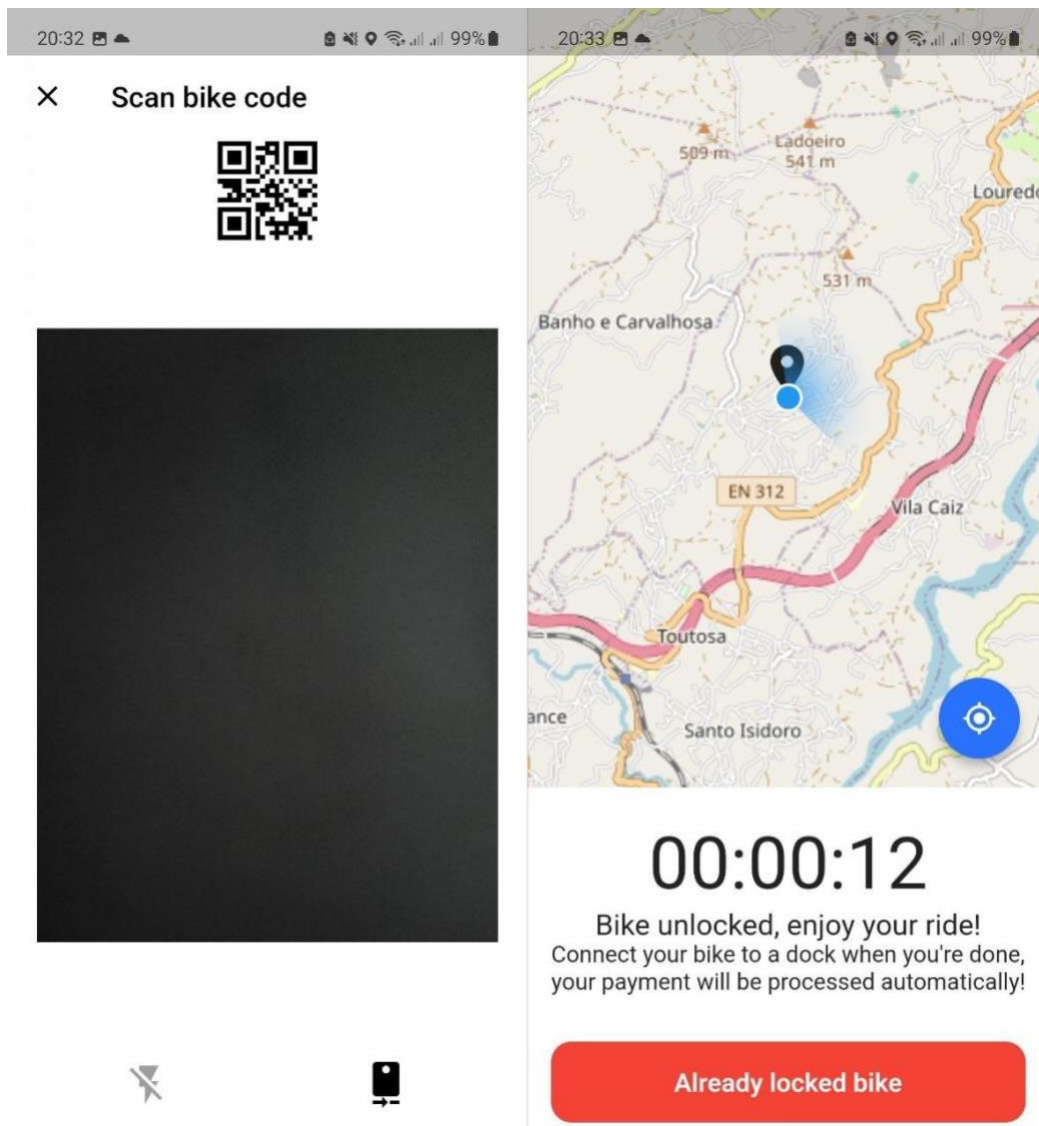 20:32
99%
Scan bike code
20:33
99%
509 m
Ladoeiro
541 m
Louredo
531 m
Banho e Carvalhosa
EN 312
Vila Caiz
Toutosa
ance
Santo Isidoro
00:00:12
Bike unlocked, enjoy your ride!
Connect your bike to a dock when you're done,
your payment will be processed automatically!
Already locked bike